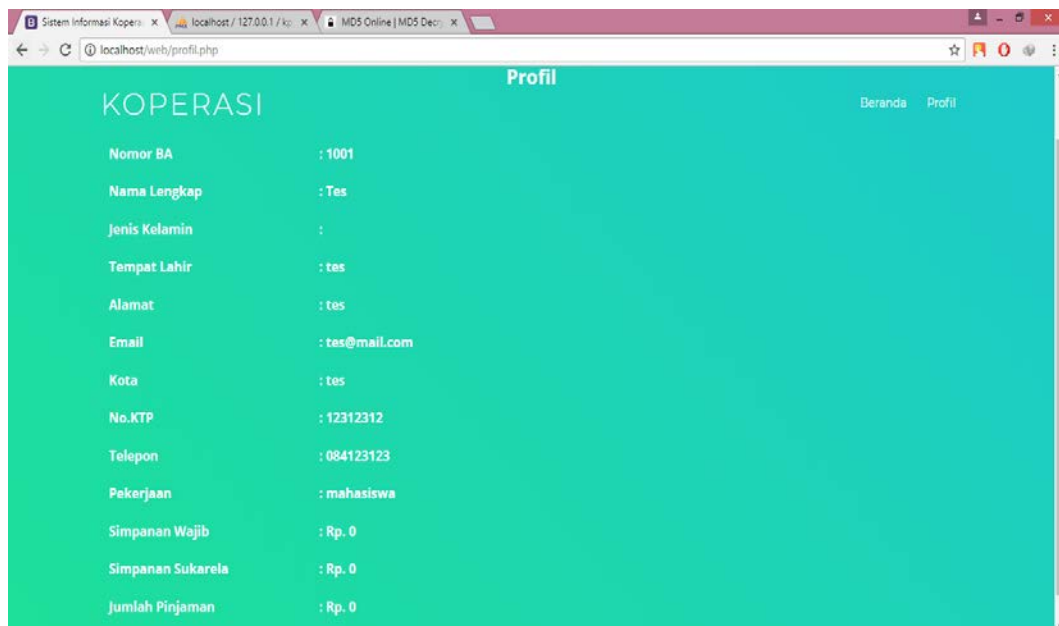 Sistem Informasi Kopera
localhost / 127.0.0.1 / kp
MD5 Online | MD5 Decry
localhost/web/profil.php
Profil
KOPERASI
Beranda Profil
Nomor BA : 1001
Nama Lengkap : Tes
Jenis Kelamin :
Tempat Lahir : tes
Alamat : tes
Email : tes@mail.com
Kota : tes
No.KTP : 12312312
Telepon : 084123123
Pekerjaan : mahasiswa
Simpanan Wajib : Rp. 0
Simpanan Sukarela : Rp. 0
Jumlah Pinjaman : Rp. 0